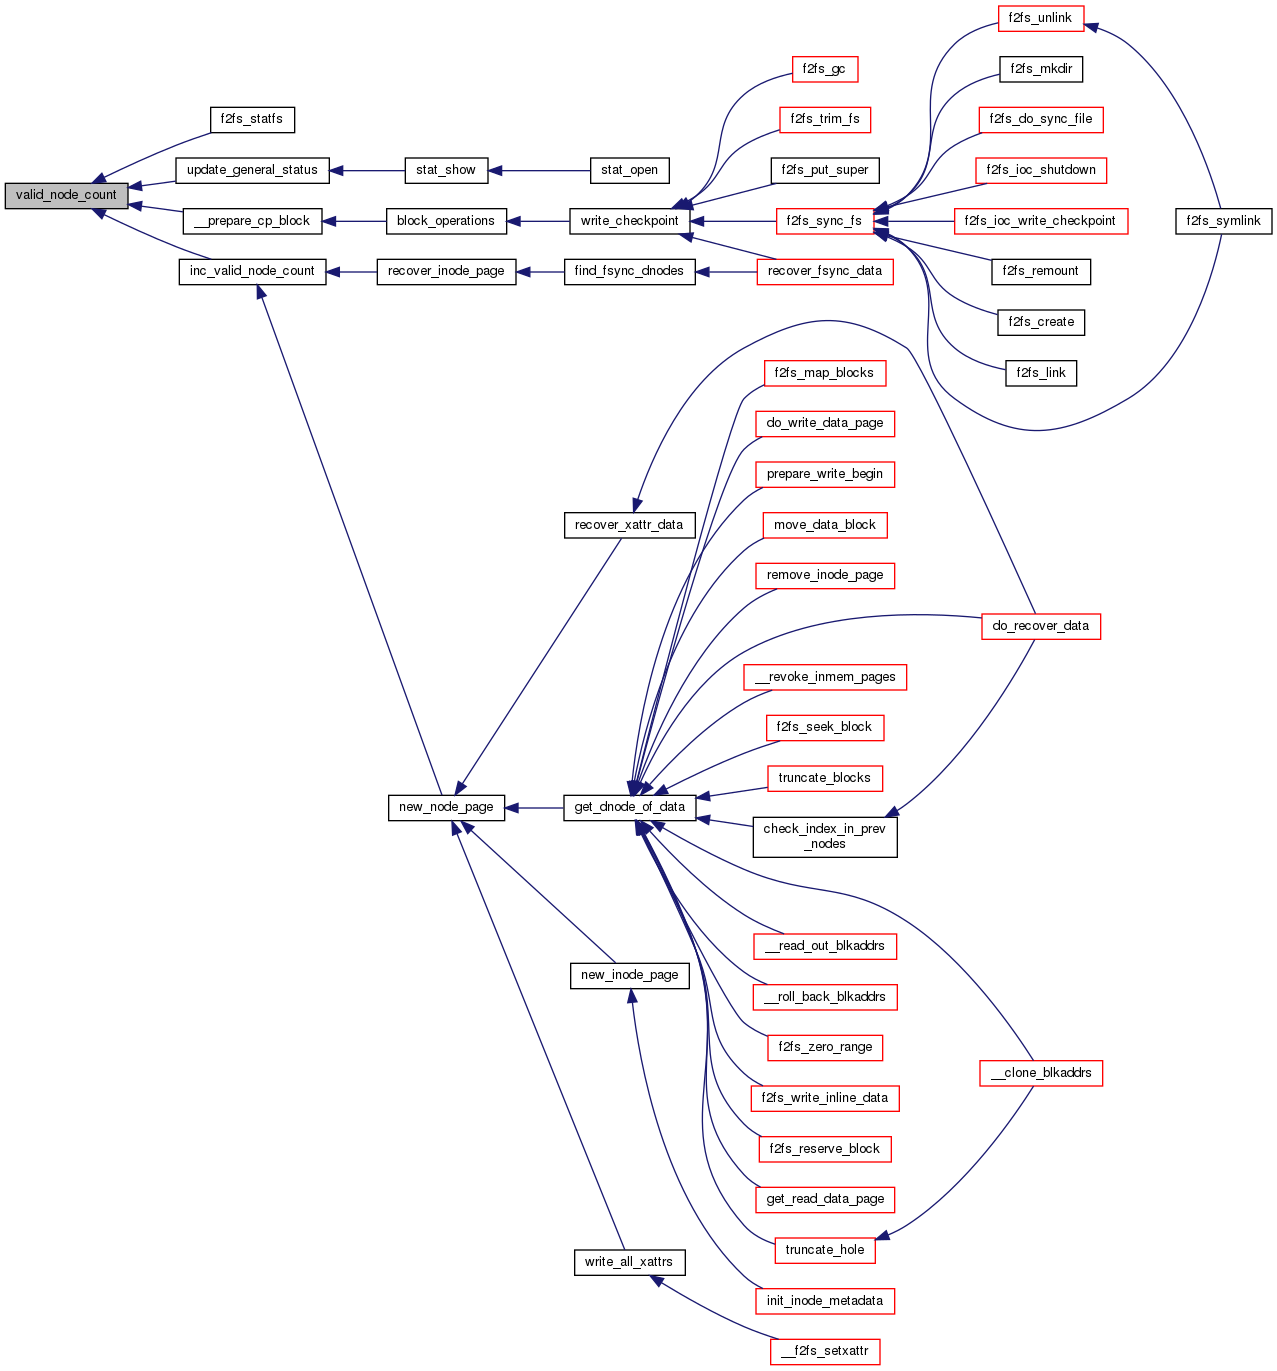 f2fs_unlink
f2fs_gc
f2fs_mkdir
f2fs_statfs
f2fs_trim_fs
f2fs_do_sync_file
update_general_status
stat_show
stat_open
f2fs_put_super
f2fs_ioc_shutdown
valid_node_count
__prepare_cp_block
block_operations
write_checkpoint
f2fs_sync_fs
f2fs_ioc_write_checkpoint
f2fs_symlink
inc_valid_node_count
recover_inode_page
find_fsync_dnodes
recover_fsync_data
f2fs_remount
f2fs_create
f2fs_link
f2fs_map_blocks
do_write_data_page
prepare_write_begin
recover_xattr_data
move_data_block
remove_inode_page
do_recover_data
__revoke_inmem_pages
f2fs_seek_block
truncate_blocks
new_node_page
get_dnode_of_data
check_index_in_prev
_nodes
__read_out_blkaddrs
new_inode_page
__roll_back_blkaddrs
f2fs_zero_range
__clone_blkaddrs
f2fs_write_inline_data
f2fs_reserve_block
get_read_data_page
truncate_hole
write_all_xattrs
init_inode_metadata
__f2fs_setxattr